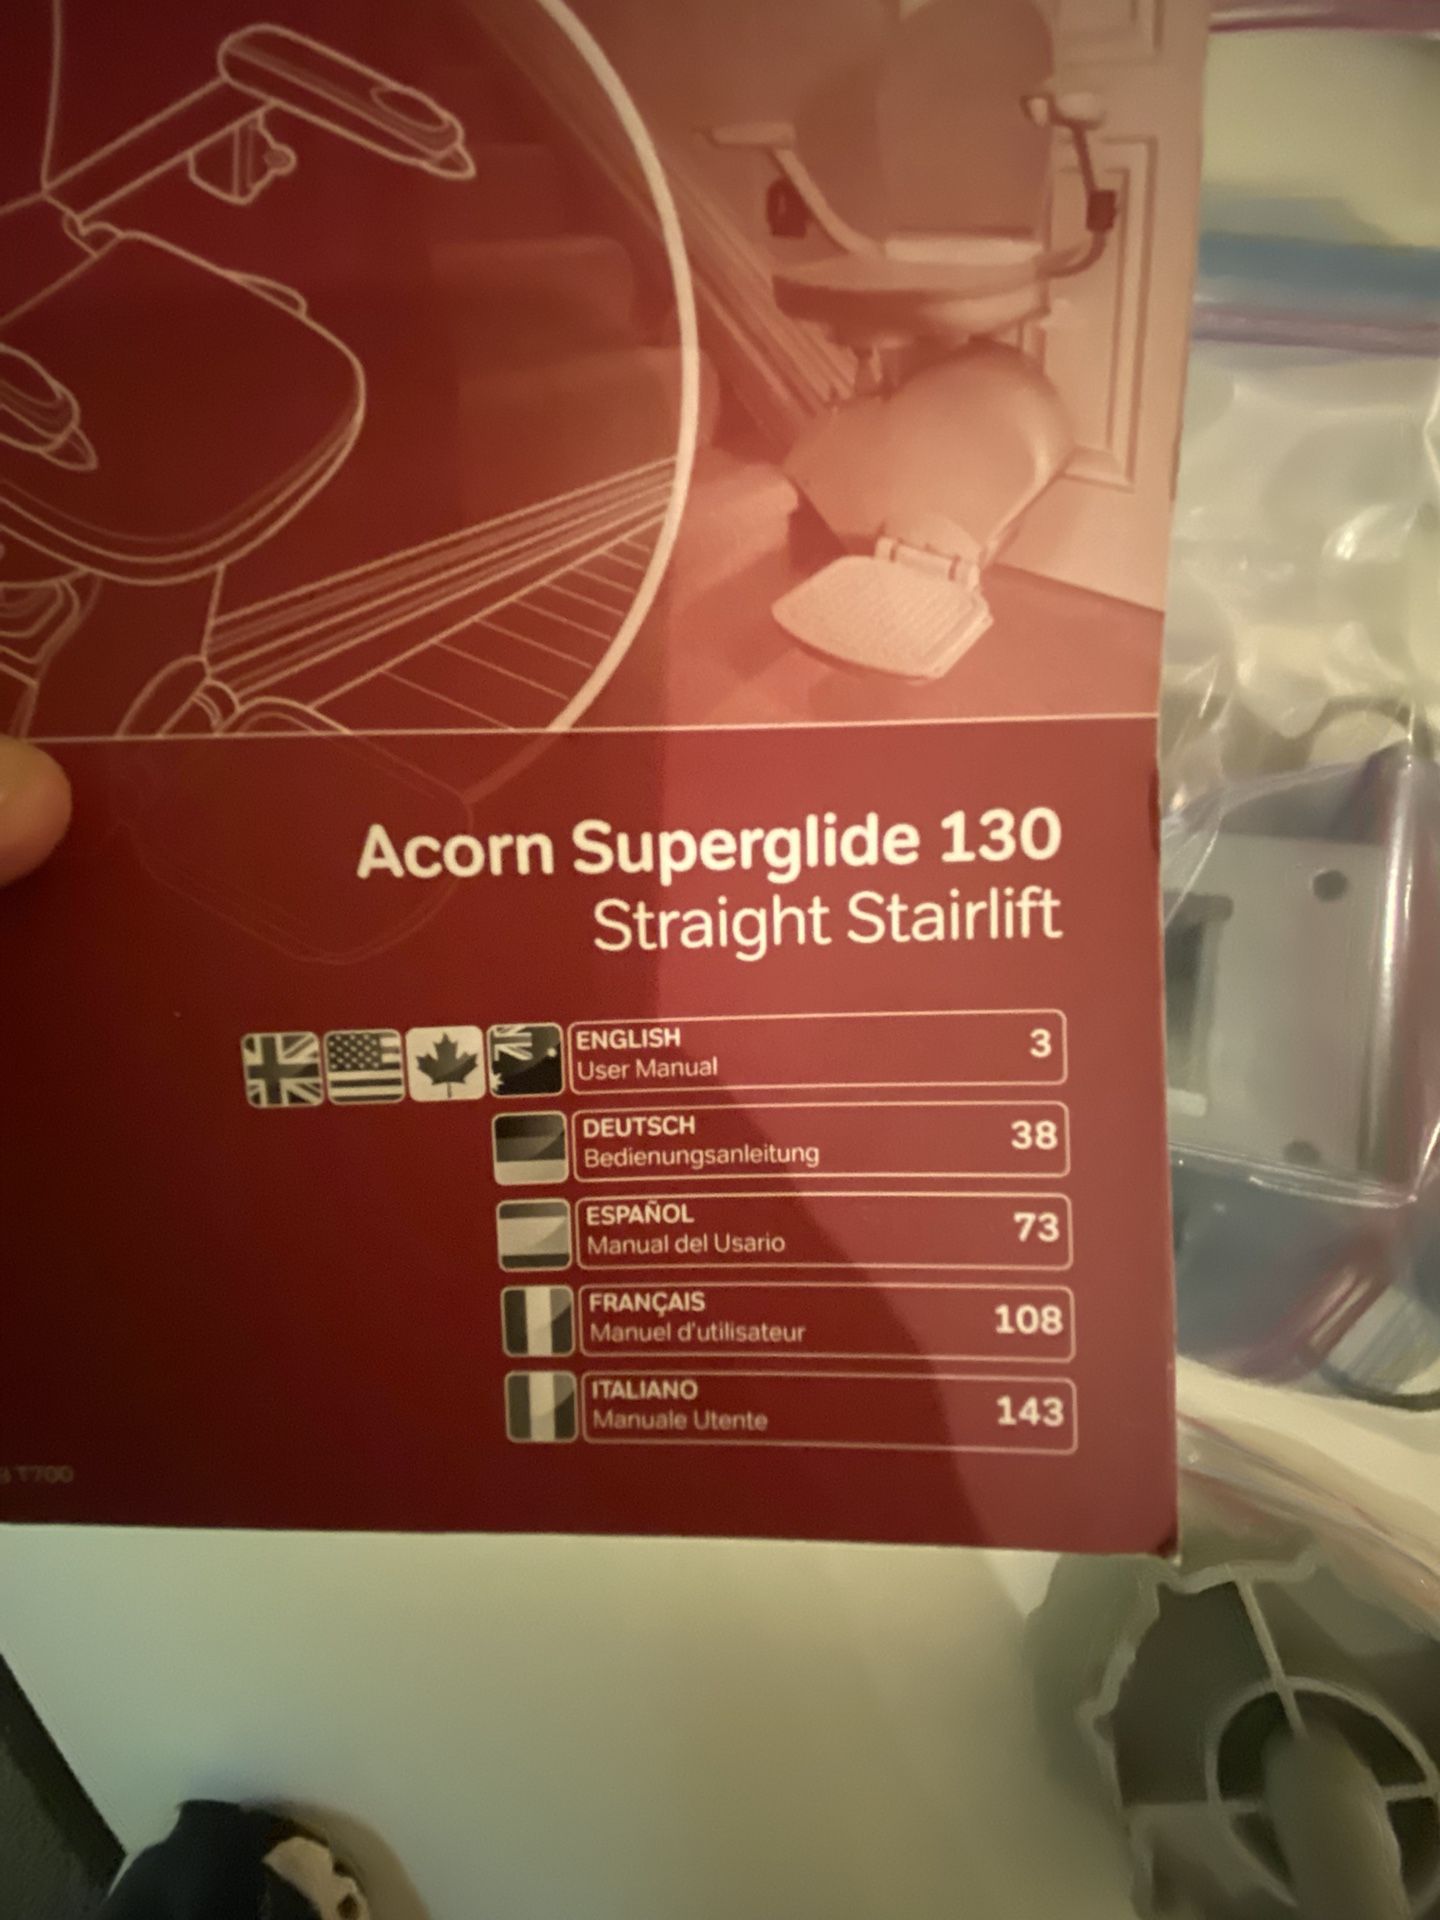 Acorn Superglide 130
Straight Stairlift
ENGLISH 3
User Manual
DEUTSCH 38
Bedienungsanleitung
ESPAÑOL 73
Manual del Usario
FRANÇAIS 108
Manuel d'utilisateur
ITALIANO 143
Manuale Utente
T700